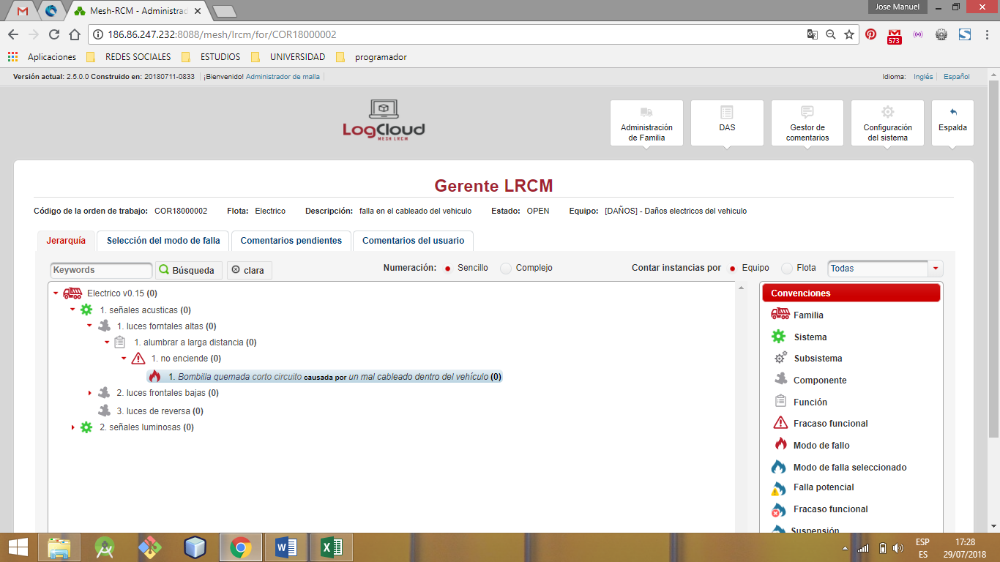 Mesh-RCM - Administrad
Jose Manuel
186.86.247.232:8088/mesh/lrcm/for/COR18000002
573
Aplicaciones REDES SOCIALES ESTUDIOS UNIVERSIDAD programador
Versión actual: 2.5.0.0 Construido en: 20180711-0833 ¡Bienvenido! Administrador de malla
Idioma: Inglés Español
LogCloud
MESH LRCM
Administración
de Familia
DAS
Gestor de
comentarios
Configuración
del sistema
Espalda
Gerente LRCM
Código de la orden de trabajo: COR18000002 Flota: Electrico Descripción: falla en el cableado del vehiculo Estado: OPEN Equipo: [DAÑOS] - Daños electricos del vehiculo
Jerarquía Selección del modo de falla Comentarios pendientes Comentarios del usuario
Keywords Búsqueda clara Numeración: Sencillo Complejo Contar instancias por Equipo Flota Todas
Electrico v0.15 (0)
1. señales acusticas (0)
1. luces forntales altas (0)
1. alumbrar a larga distancia (0)
1. no enciende (0)
1. Bombilla quemada corto circuito causada por un mal cableado dentro del vehículo (0)
2. luces frontales bajas (0)
3. luces de reversa (0)
2. señales luminosas (0)
Convenciones
Familia
Sistema
Subsistema
Componente
Función
Fracaso funcional
Modo de fallo
Modo de falla seleccionado
Falla potencial
Fracaso funcional
Suspensión
ESP
ES
17:28
29/07/2018